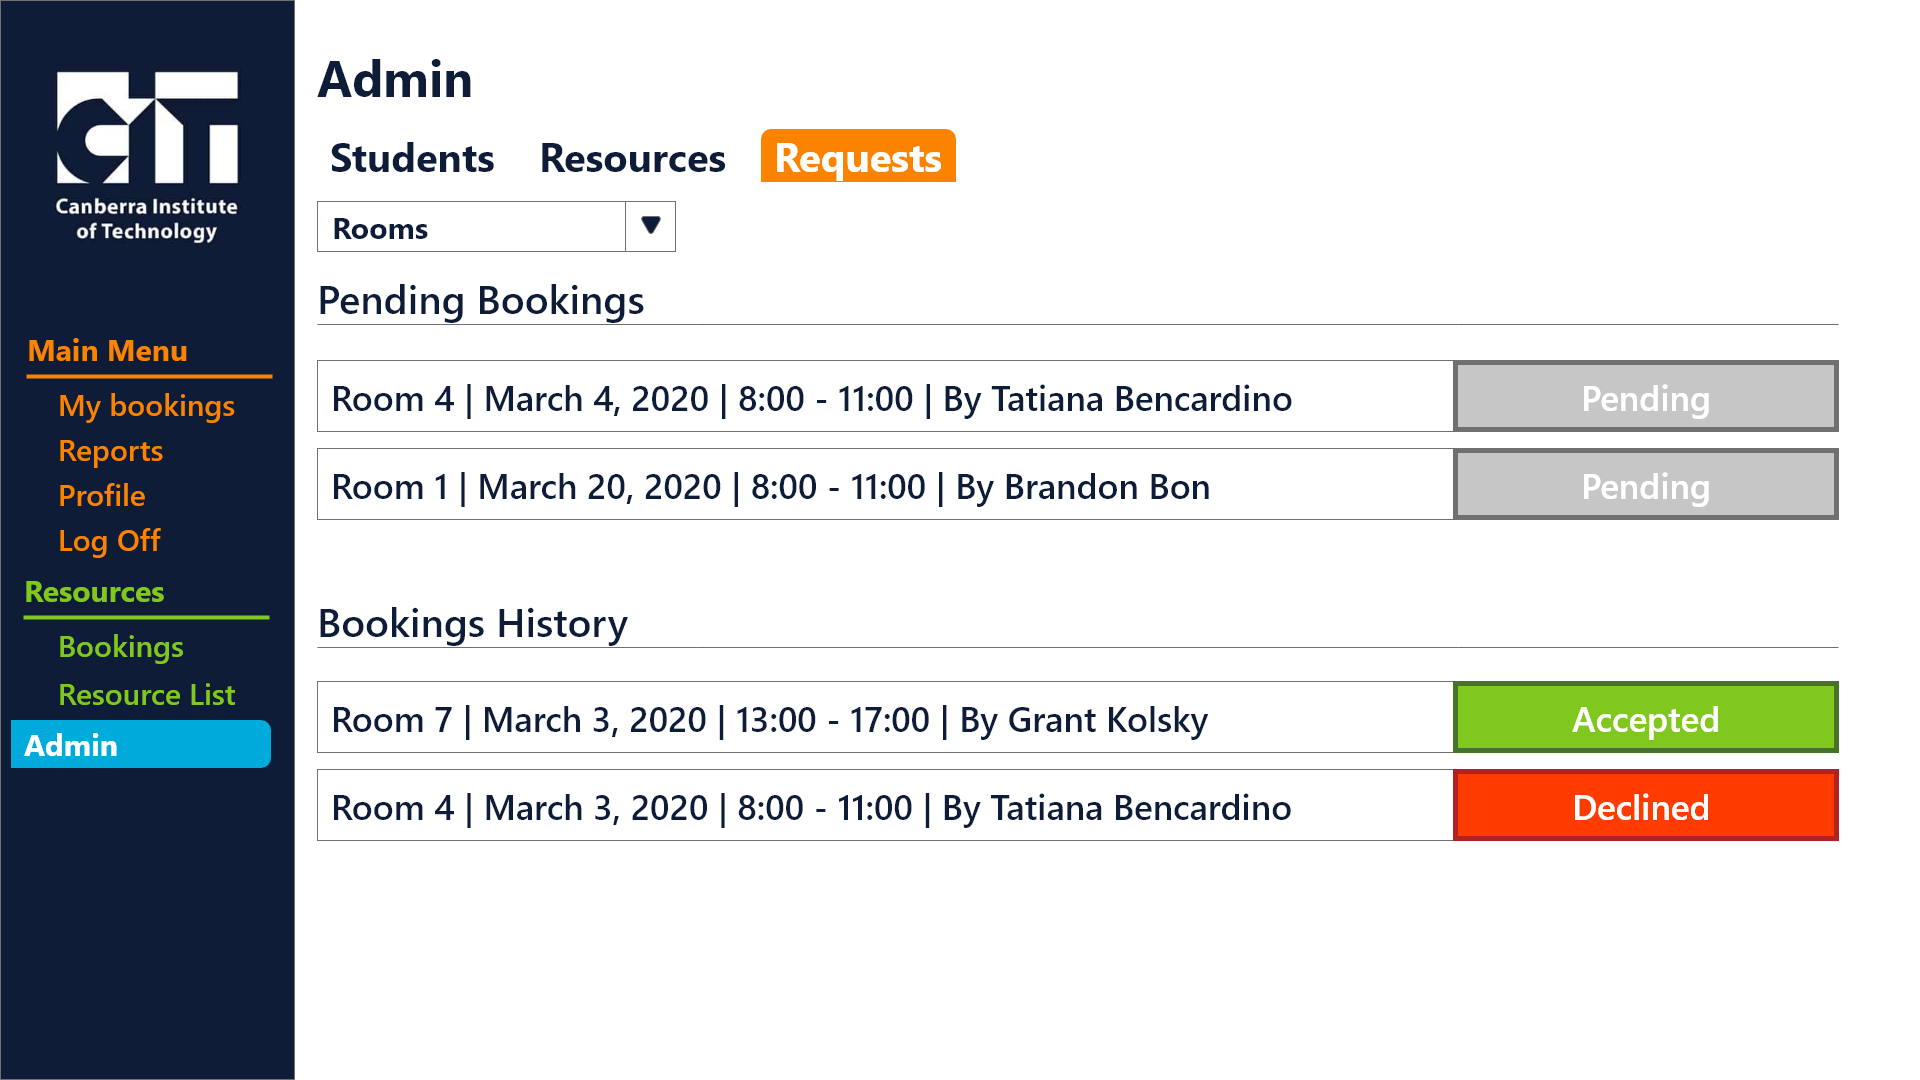 CIT
Canberra Institute
of Technology
Main Menu
My bookings
Reports
Profile
Log Off
Resources
Bookings
Resource List
Admin
Admin
Students Resources Requests
Rooms
Pending Bookings
Room 4 | March 4, 2020 | 8:00 - 11:00 | By Tatiana Bencardino Pending
Room 1 | March 20, 2020 | 8:00 - 11:00 | By Brandon Bon Pending
Bookings History
Room 7 | March 3, 2020 | 13:00 - 17:00 | By Grant Kolsky Accepted
Room 4 | March 3, 2020 | 8:00 - 11:00 | By Tatiana Bencardino Declined